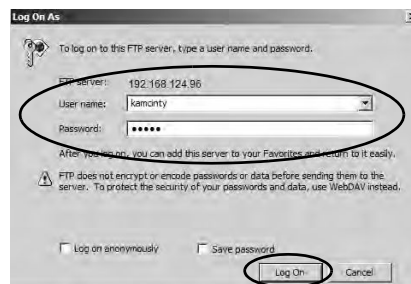 Log On As
To log on to this FTP server, type a user name and password.
FTP server: 192.168.124.96
User name: kamcinty
Password: •••••
After you log on, you can add this server to your Favorites and return to it easily.
FTP does not encrypt or encode passwords or data before sending them to the
server. To protect the security of your passwords and data, use WebDAV instead.
Log on anonymously Save password
Log On Cancel